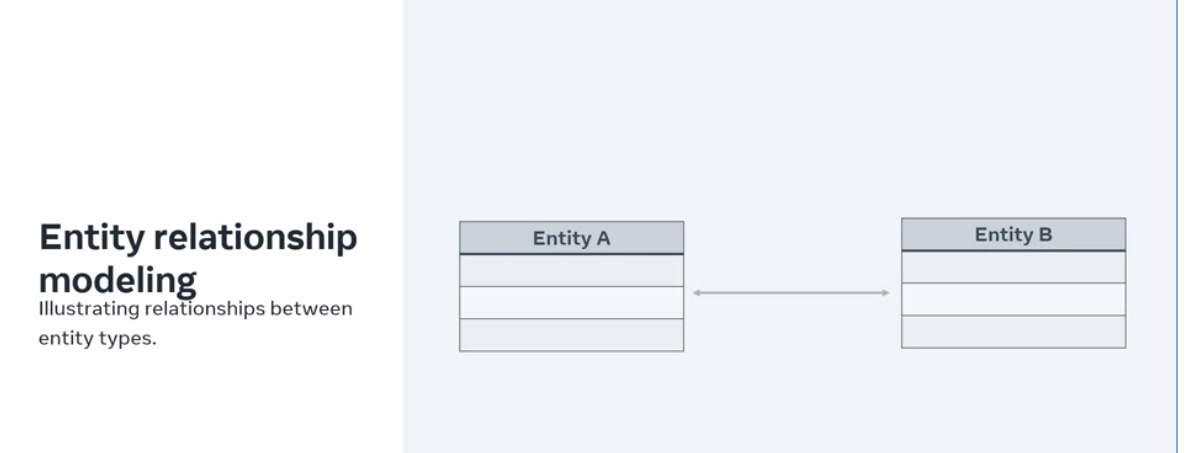 Entity relationship
modeling
Illustrating relationships between
entity types.
Entity A
Entity B